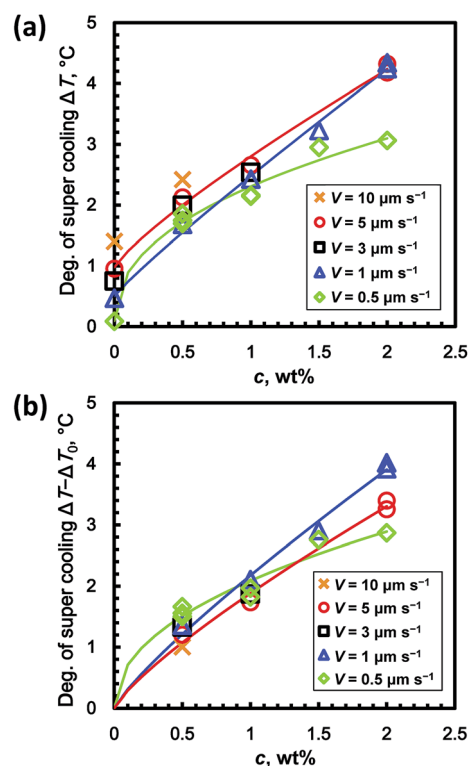 (a)
Deg. of super cooling ΔT, °C
5
4
3
2
1
0
V = 10 µm s⁻¹
V = 5 µm s⁻¹
V = 3 µm s⁻¹
V = 1 µm s⁻¹
V = 0.5 µm s⁻¹
0 0.5 1 1.5 2 2.5
c, wt%
(b)
Deg. of super cooling ΔT−ΔT₀, °C
5
4
3
2
1
0
V = 10 µm s⁻¹
V = 5 µm s⁻¹
V = 3 µm s⁻¹
V = 1 µm s⁻¹
V = 0.5 µm s⁻¹
0 0.5 1 1.5 2 2.5
c, wt%